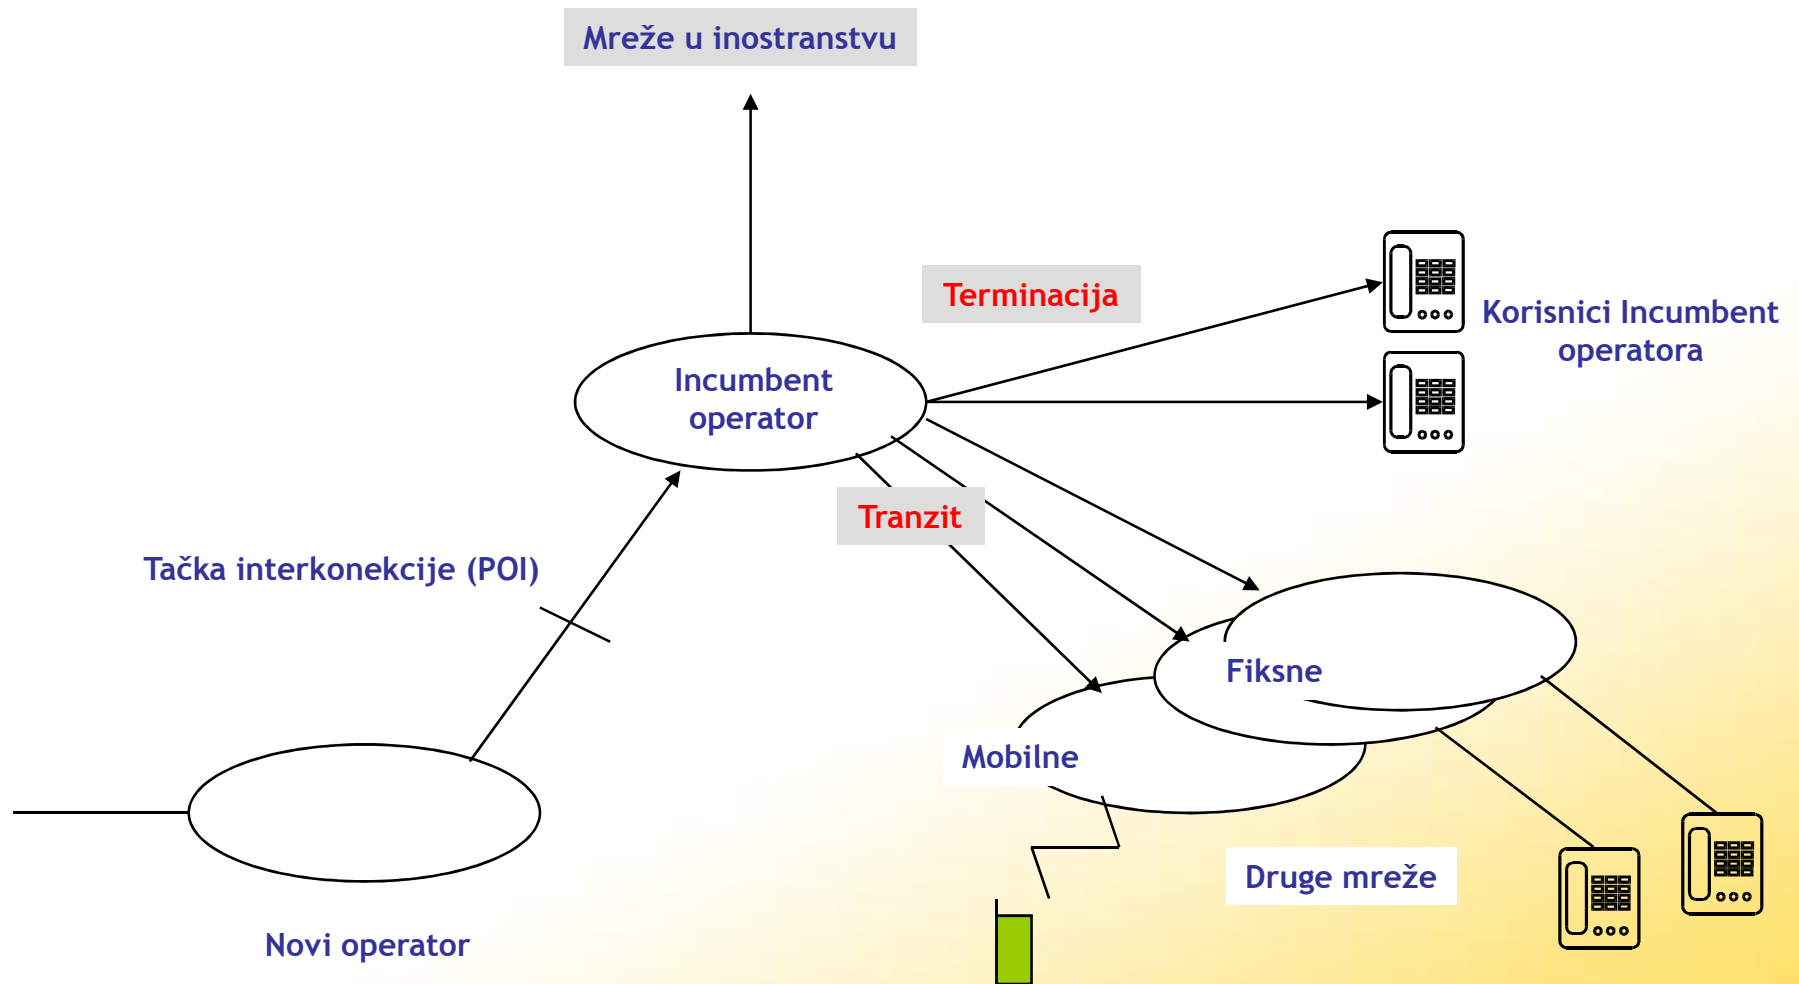 Mreže u inostranstvu
Terminacija
Korisnici Incumbent
operatora
Incumbent
operator
Tranzit
Tačka interkonekcije (POI)
Fiksne
Mobilne
Druge mreže
Novi operator